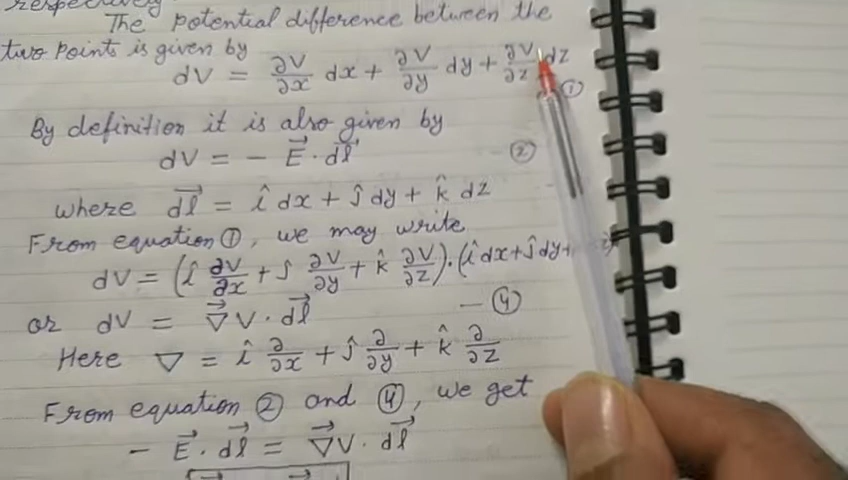 The potential difference between the
two points is given by
dV = ∂V/∂x dx + ∂V/∂y dy + ∂V/∂z dz
①
By definition it is also given by
dV = - E⃗ · dl⃗ - ②
where dl⃗ = î dx + ĵ dy + k̂ dz
From equation ①, we may write
dV = (î ∂V/∂x + ĵ ∂V/∂y + k̂ ∂V/∂z) · (î dx + ĵ dy +
or dV = ∇⃗V · dl⃗ - ④
Here ∇ = î ∂/∂x + ĵ ∂/∂y + k̂ ∂/∂z
From equation ② and ④, we get
- E⃗ · dl⃗ = ∇⃗V · dl⃗